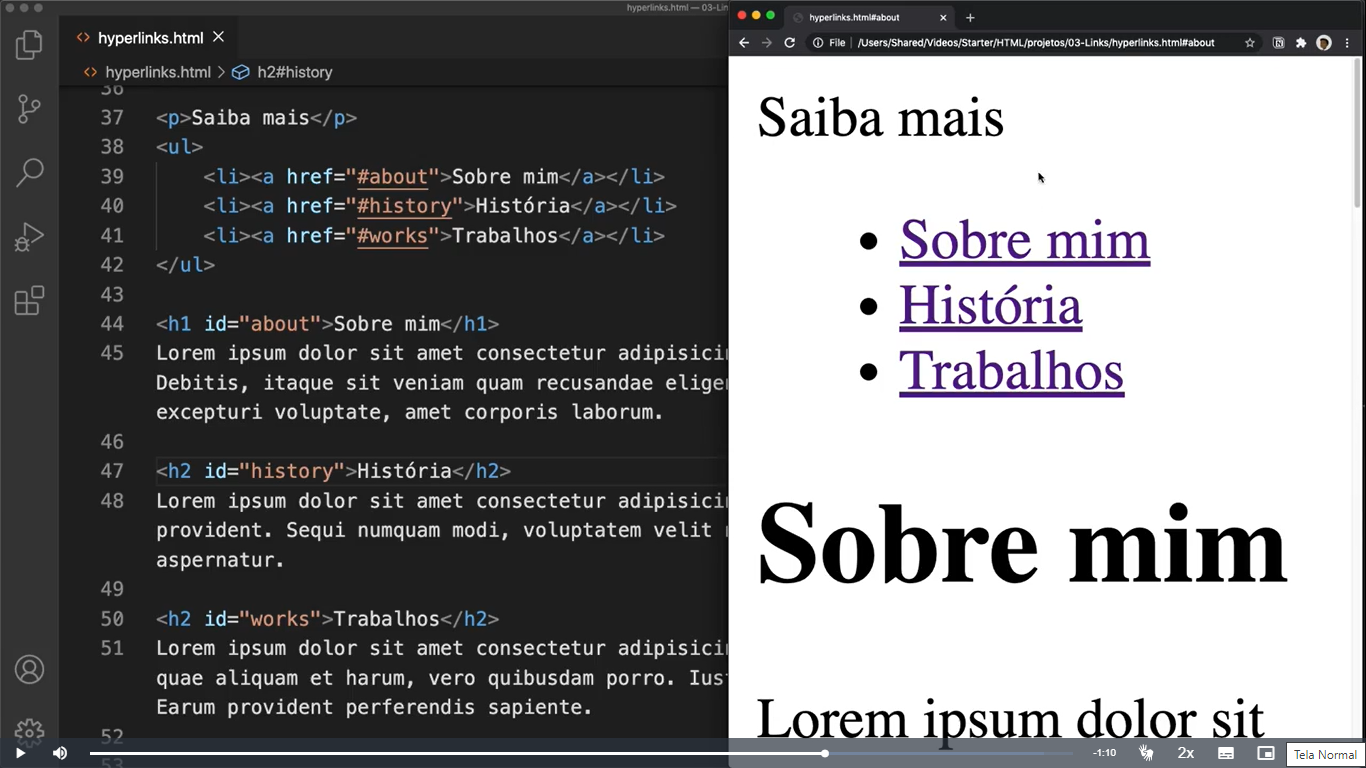 hyperlinks.html — 03-Lin
hyperlinks.html
hyperlinks.html > h2#history
36
37 <p>Saiba mais</p>
38 <ul>
39 <li><a href="#about">Sobre mim</a></li>
40 <li><a href="#history">História</a></li>
41 <li><a href="#works">Trabalhos</a></li>
42 </ul>
43
44 <h1 id="about">Sobre mim</h1>
45 Lorem ipsum dolor sit amet consectetur adipisicin
Debitis, itaque sit veniam quam recusandae elige
excepturi voluptate, amet corporis laborum.
46
47 <h2 id="history">História</h2>
48 Lorem ipsum dolor sit amet consectetur adipisicin
provident. Sequi numquam modi, voluptatem velit
aspernatur.
49
50 <h2 id="works">Trabalhos</h2>
51 Lorem ipsum dolor sit amet consectetur adipisicin
quae aliquam et harum, vero quibusdam porro. Ius
Earum provident perferendis sapiente.
52
53
hyperlinks.html#about
File | /Users/Shared/Videos/Starter/HTML/projetos/03-Links/hyperlinks.html#about
Saiba mais
• Sobre mim
• História
• Trabalhos
Sobre mim
Lorem ipsum dolor sit
-1:10
2x
Tela Normal